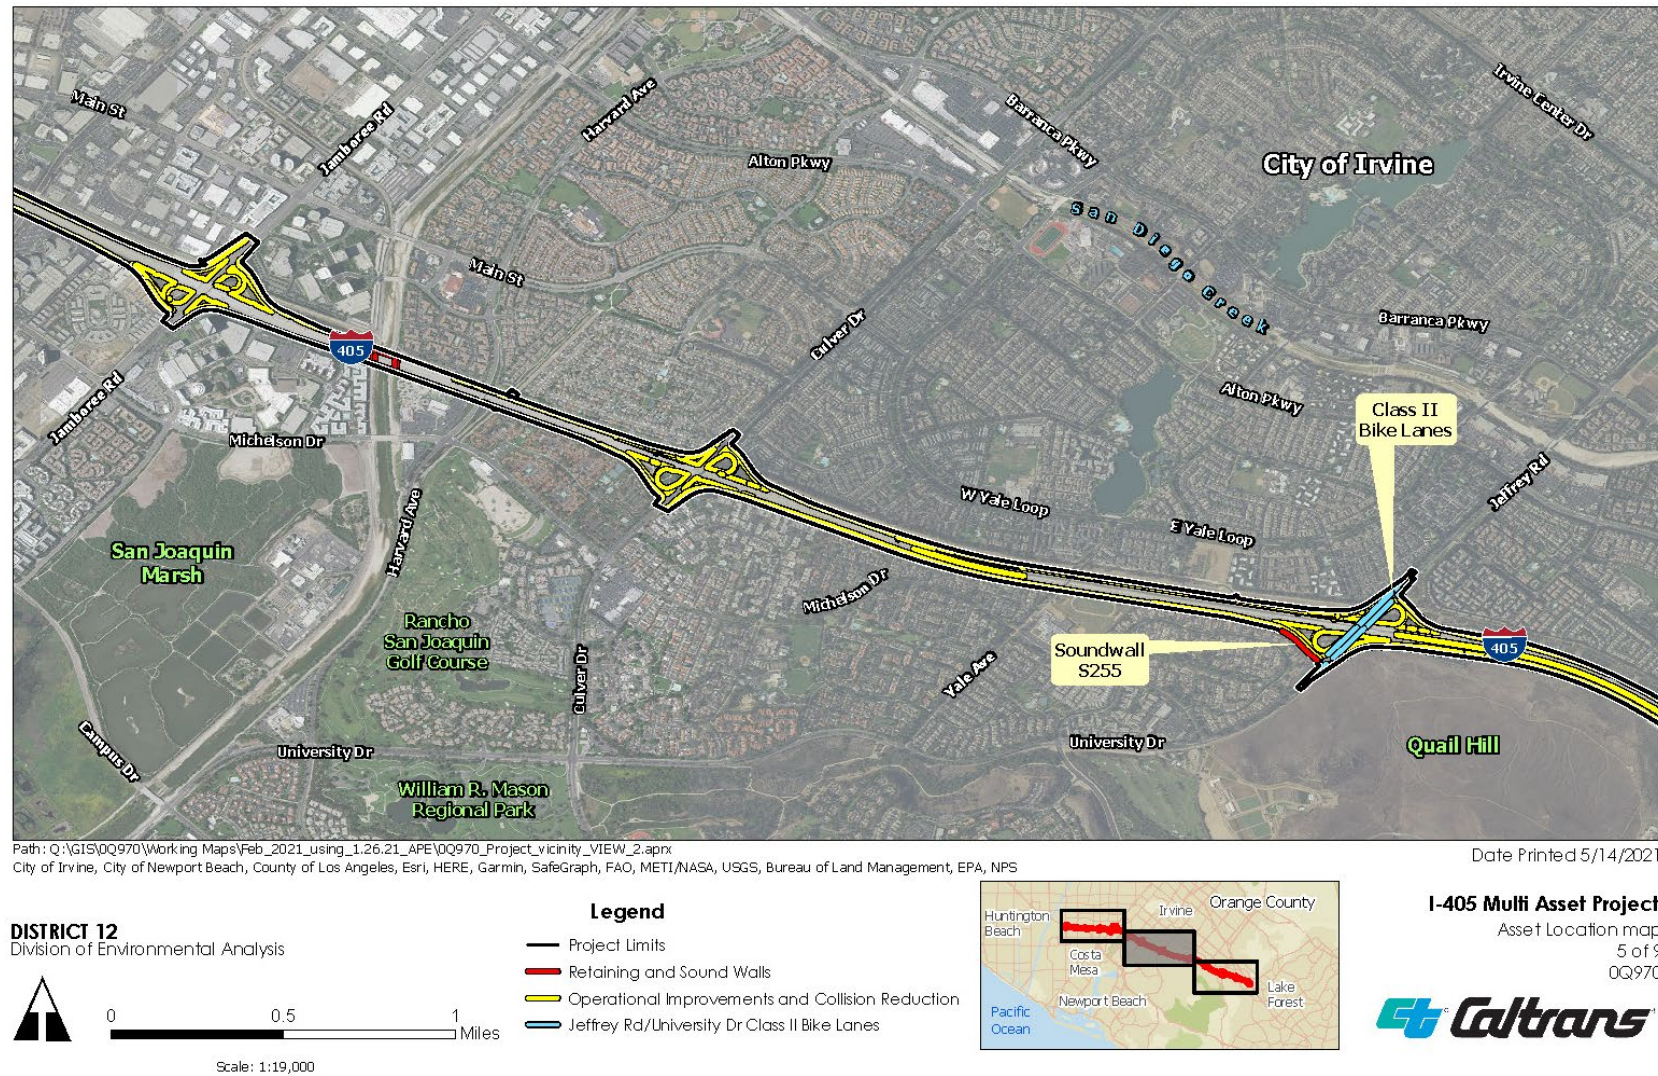 Main St
Jamboree Rd
Harvard Ave
Alton Pkwy
Barranca Pkwy
Irvine Center Dr
City of Irvine
San Diego Creek
Main St
Culver Dr
Barranca Pkwy
405
Jamboree Rd
Michelson Dr
Alton Pkwy
Class II
Bike Lanes
Jeffrey Rd
W Yale Loop
E Yale Loop
Harvard Ave
San Joaquin
Marsh
Michelson Dr
Rancho
San Joaquin
Golf Course
Culver Dr
Soundwall
S255
405
Yale Ave
Campus Dr
University Dr
University Dr
Quail Hill
William R. Mason
Regional Park
Path: Q:\GIS\0Q970\Working Maps\Feb_2021_using_1.26.21_APE\0Q970_Project_vicinity_VIEW_2.aprx
Date Printed 5/14/2021
City of Irvine, City of Newport Beach, County of Los Angeles, Esri, HERE, Garmin, SafeGraph, FAO, METI/NASA, USGS, Bureau of Land Management, EPA, NPS
DISTRICT 12
Division of Environmental Analysis
0 0.5 1
Miles
Scale: 1:19,000
Legend
Project Limits
Retaining and Sound Walls
Operational Improvements and Collision Reduction
Jeffrey Rd/University Dr Class II Bike Lanes
Huntington
Beach
Irvine
Orange County
Costa
Mesa
Newport Beach
Lake
Forest
Pacific
Ocean
I-405 Multi Asset Project
Asset Location map
5 of 9
0Q970
ct Caltrans